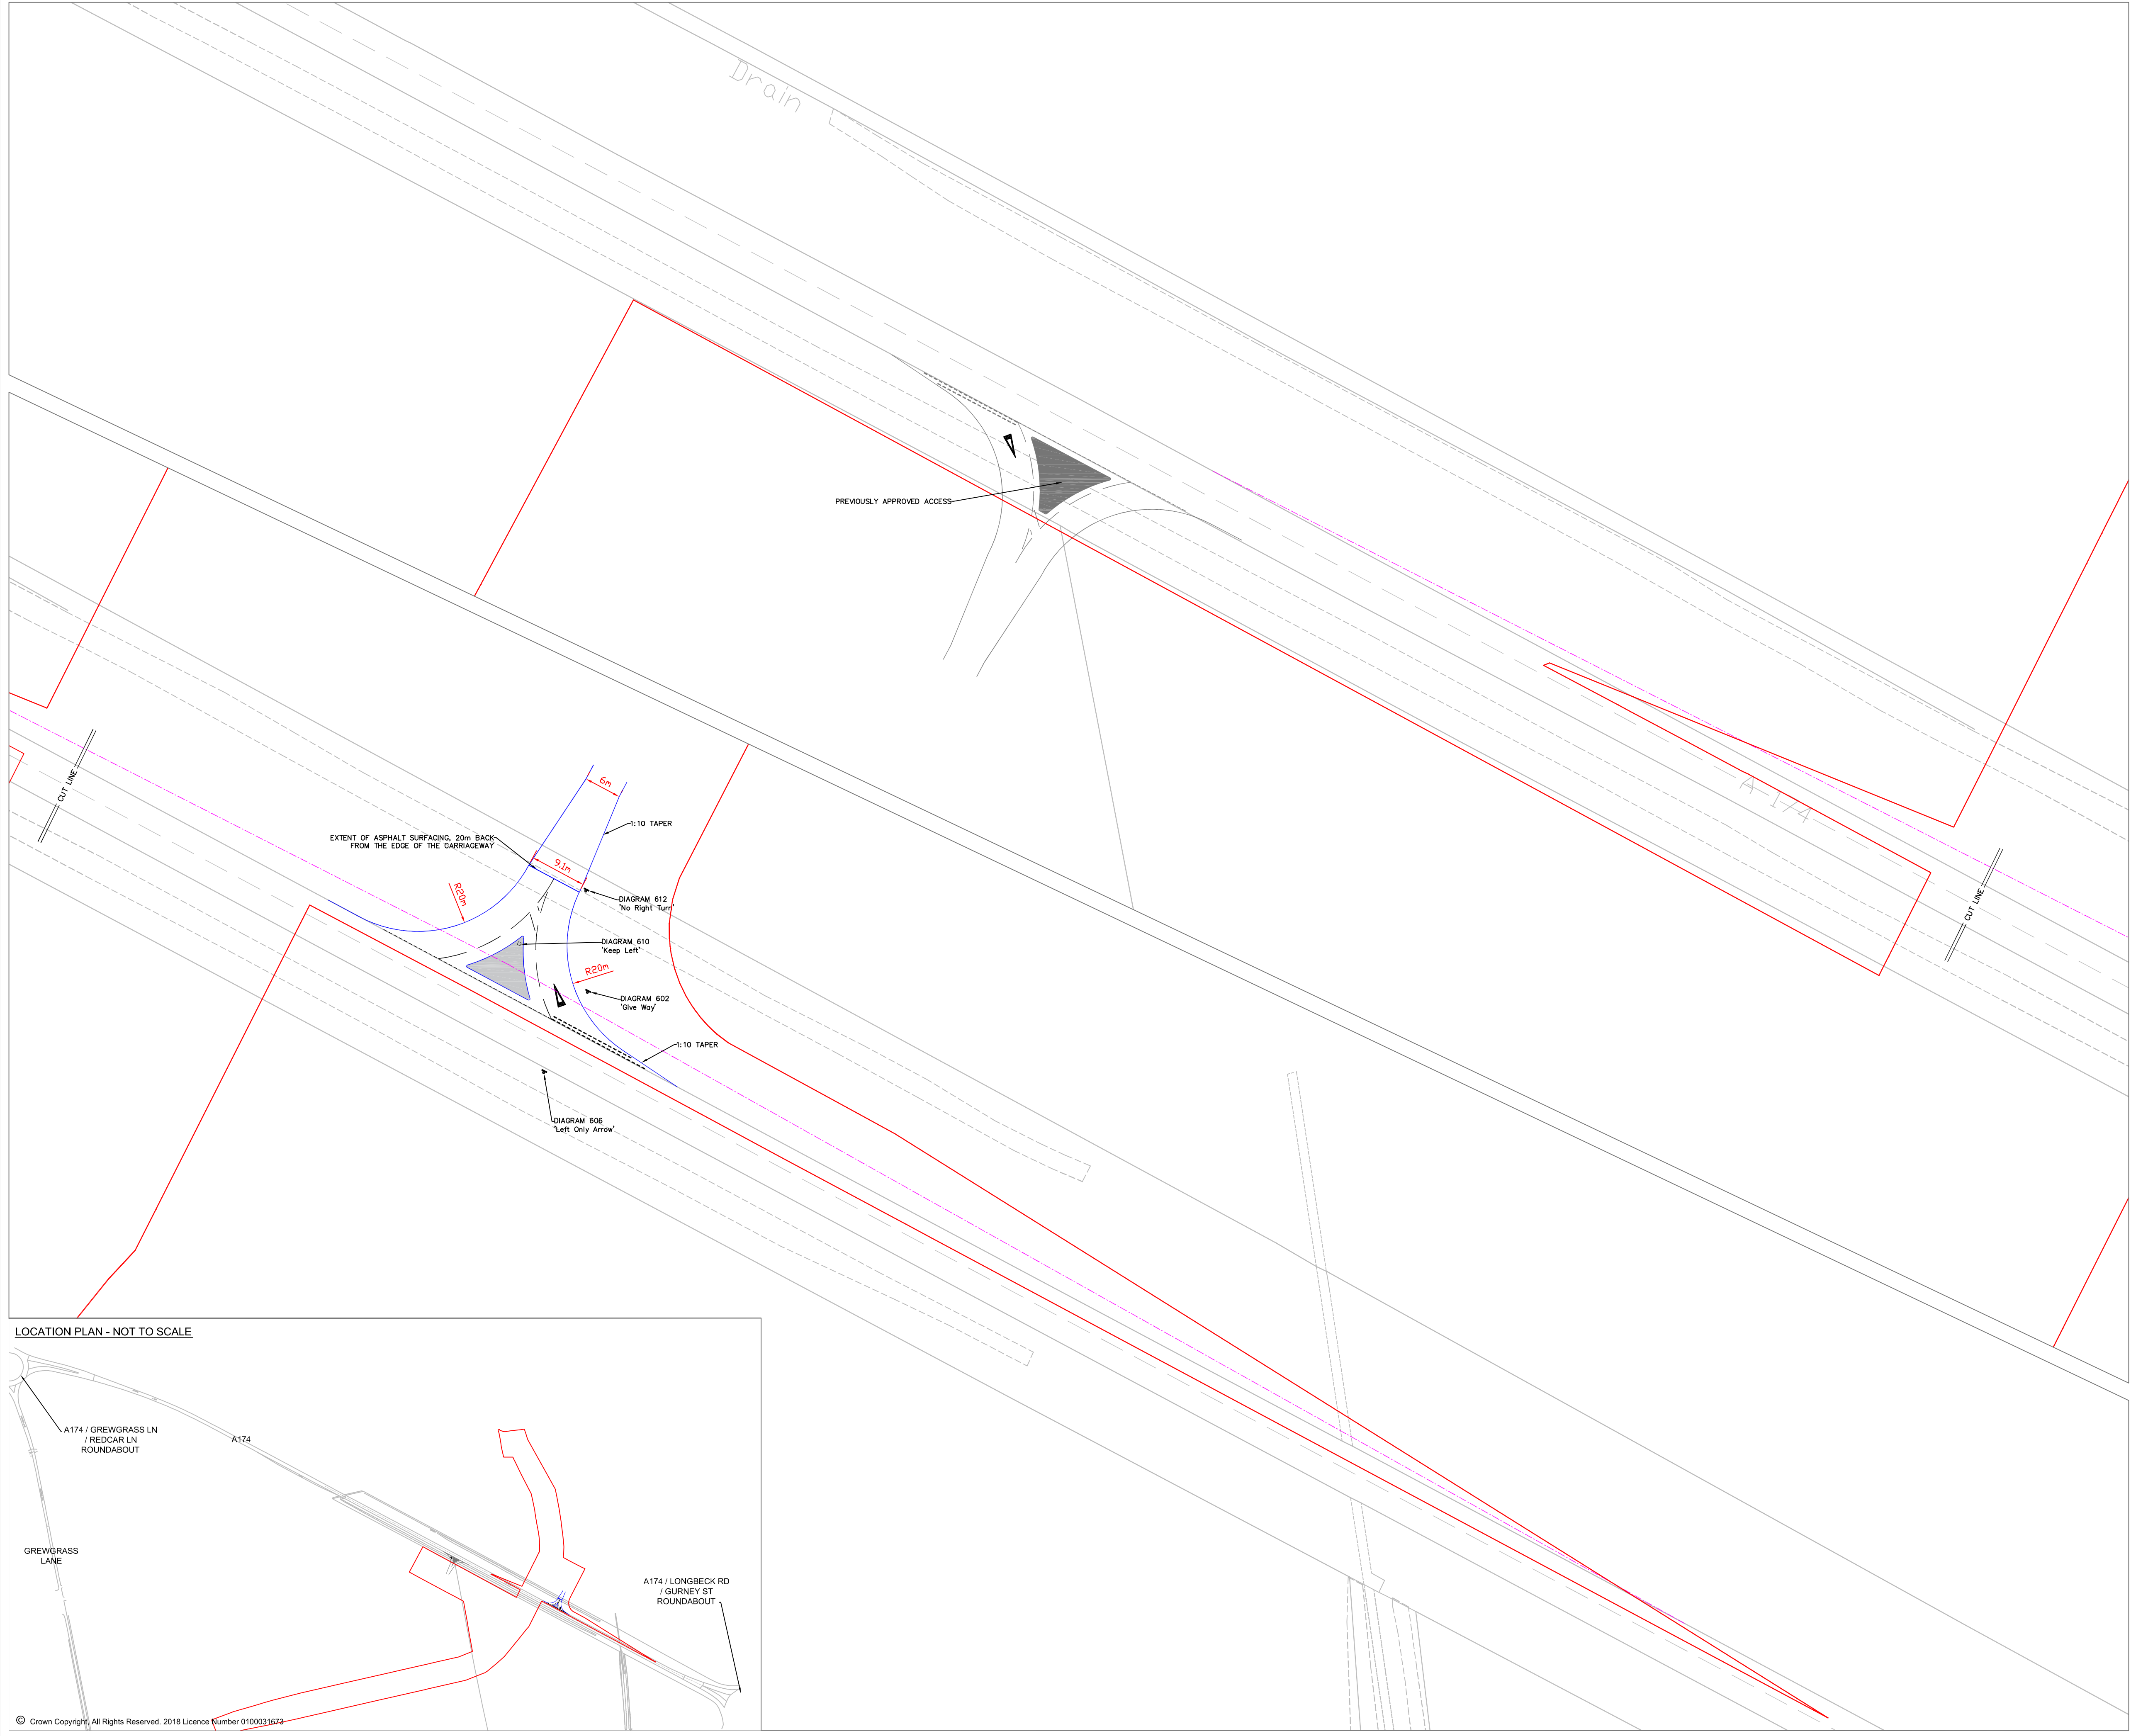 Drain
PREVIOUSLY APPROVED ACCESS
A 174
CUT LINE
CUT LINE
6m
1:10 TAPER
EXTENT OF ASPHALT SURFACING, 20m BACK
FROM THE EDGE OF THE CARRIAGEWAY
9.1m
R20m
DIAGRAM 612
'No Right Turn'
DIAGRAM 610
'Keep Left'
R20m
DIAGRAM 602
'Give Way'
1:10 TAPER
DIAGRAM 606
'Left Only Arrow'
LOCATION PLAN - NOT TO SCALE
A174 / GREWGRASS LN
/ REDCAR LN
ROUNDABOUT
A174
GREWGRASS
LANE
A174 / LONGBECK RD
/ GURNEY ST
ROUNDABOUT
© Crown Copyright, All Rights Reserved. 2018 Licence Number 0100031673